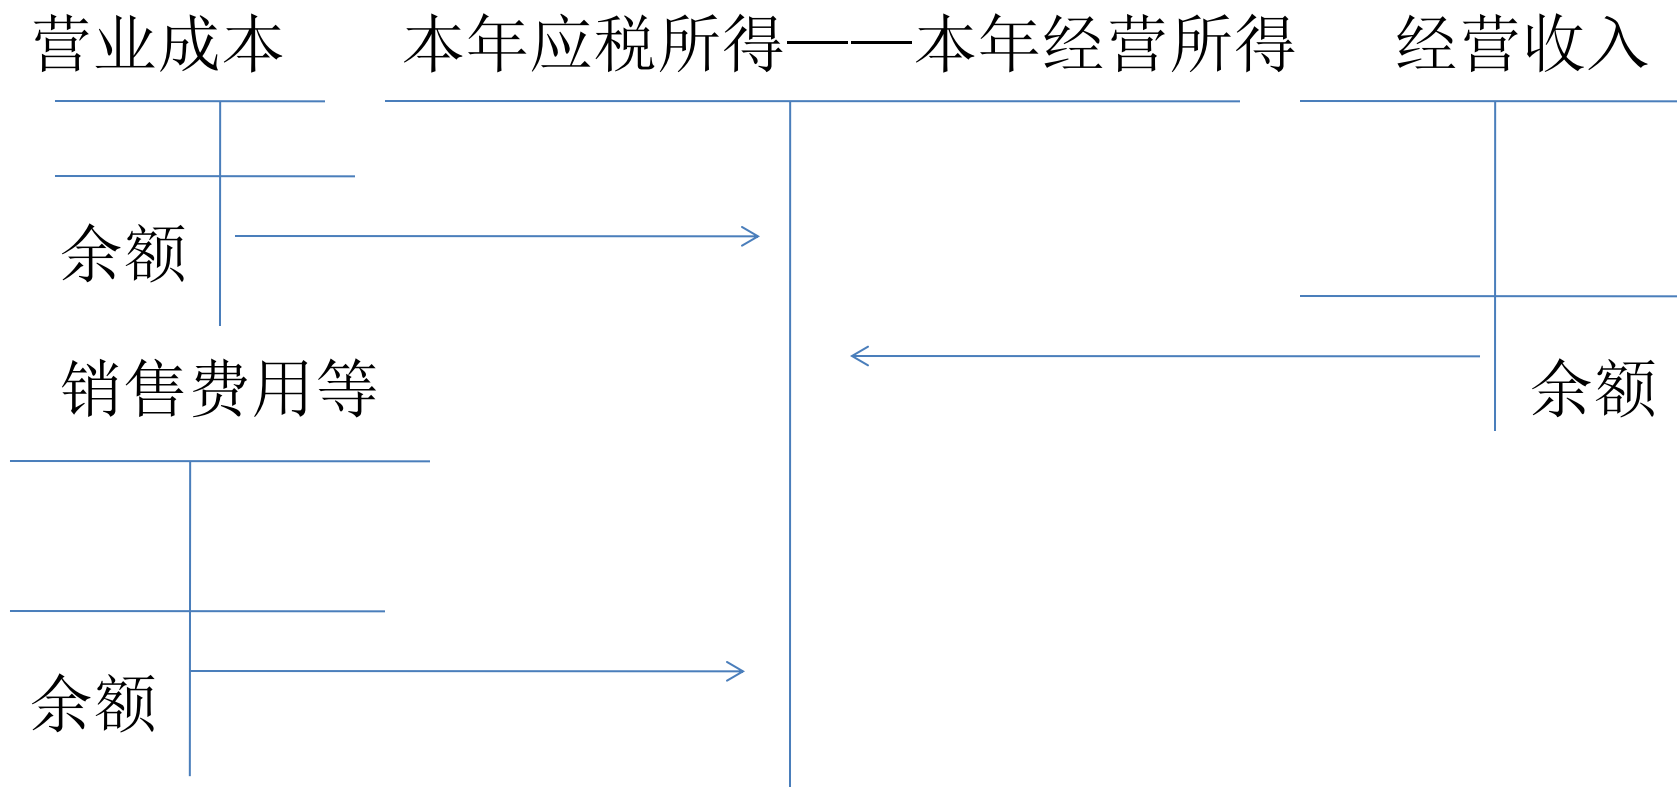 营业成本
本年应税所得——本年经营所得
经营收入
余额
销售费用等
余额
余额